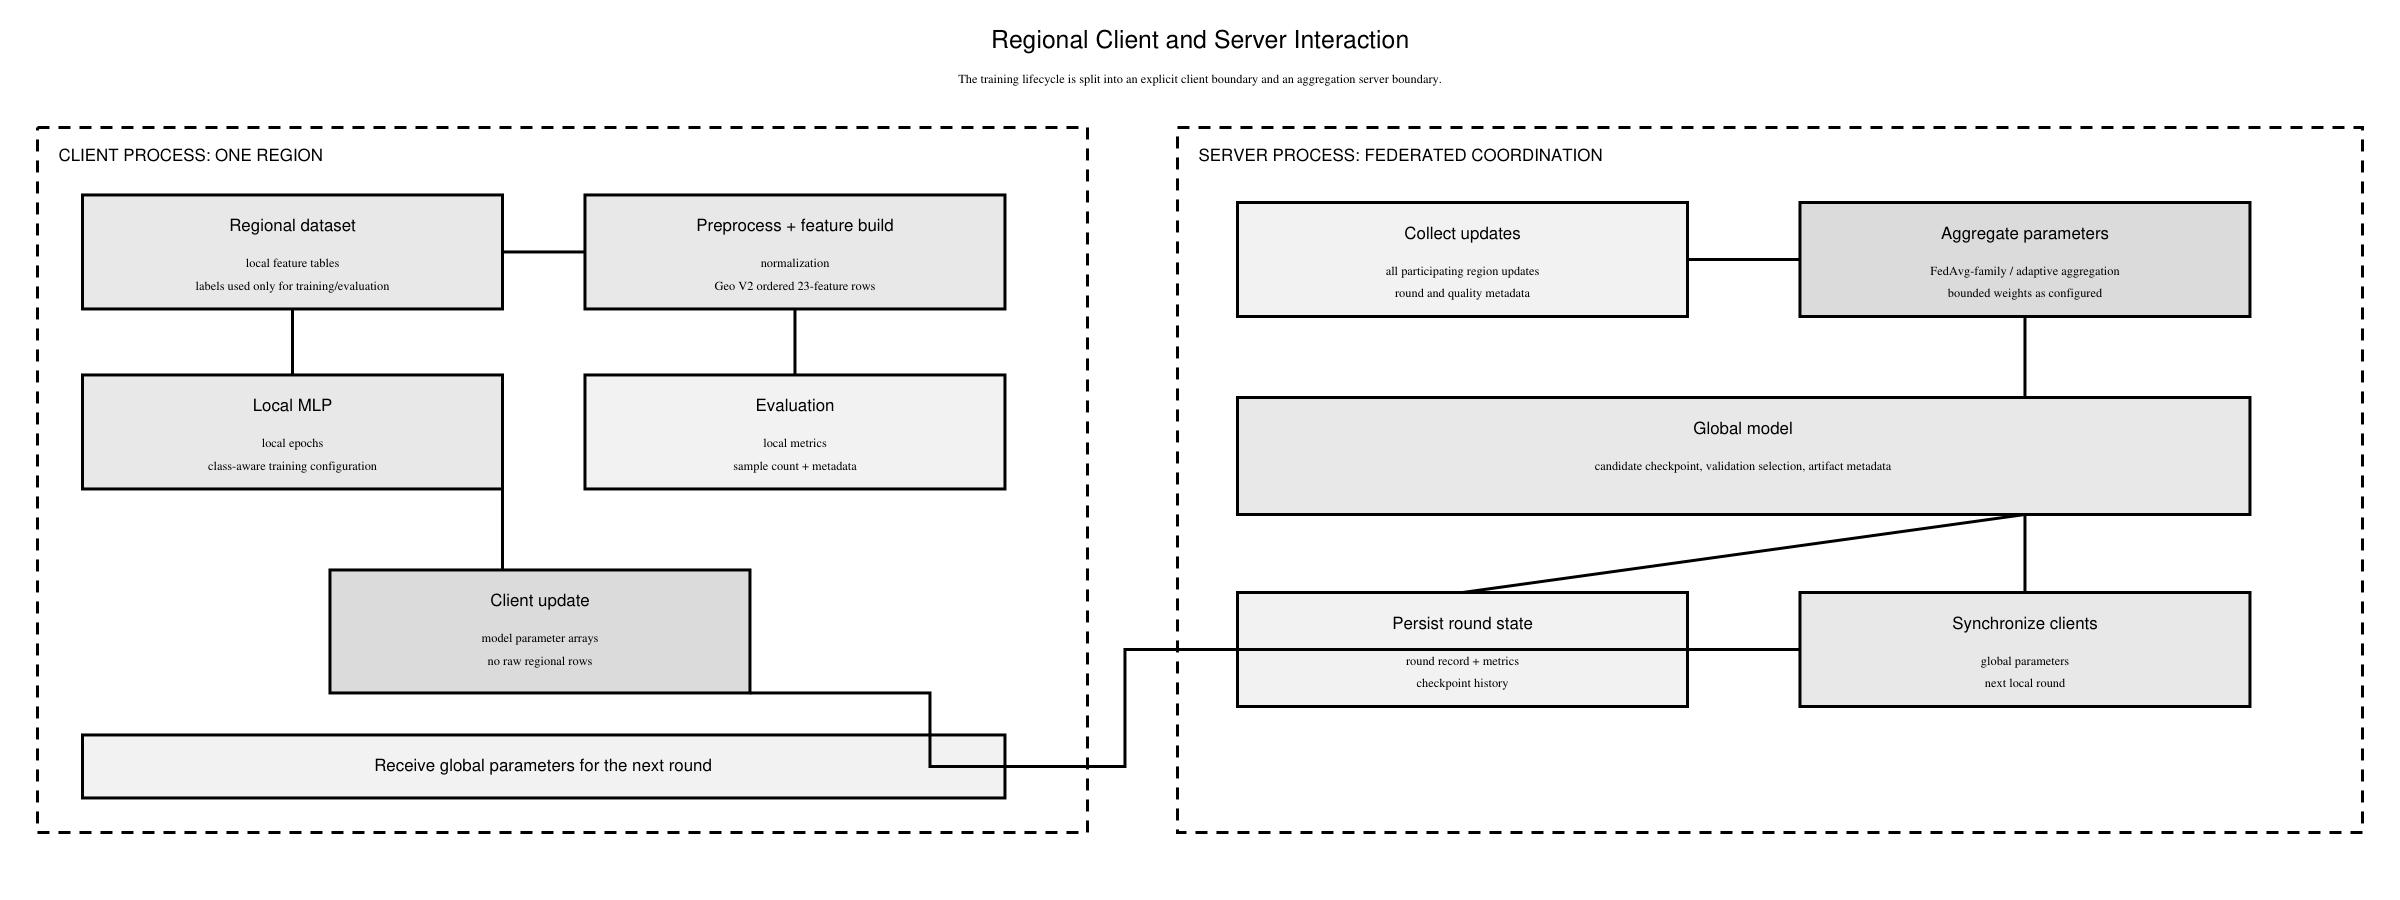 Regional Client and Server Interaction
The training lifecycle is split into an explicit client boundary and an aggregation server boundary.
CLIENT PROCESS: ONE REGION
Regional dataset
local feature tables
labels used only for training/evaluation
Preprocess + feature build
normalization
Geo V2 ordered 23-feature rows
Local MLP
local epochs
class-aware training configuration
Evaluation
local metrics
sample count + metadata
Client update
model parameter arrays
no raw regional rows
Receive global parameters for the next round
SERVER PROCESS: FEDERATED COORDINATION
Collect updates
all participating region updates
round and quality metadata
Aggregate parameters
FedAvg-family / adaptive aggregation
bounded weights as configured
Global model
candidate checkpoint, validation selection, artifact metadata
Persist round state
round record + metrics
checkpoint history
Synchronize clients
global parameters
next local round